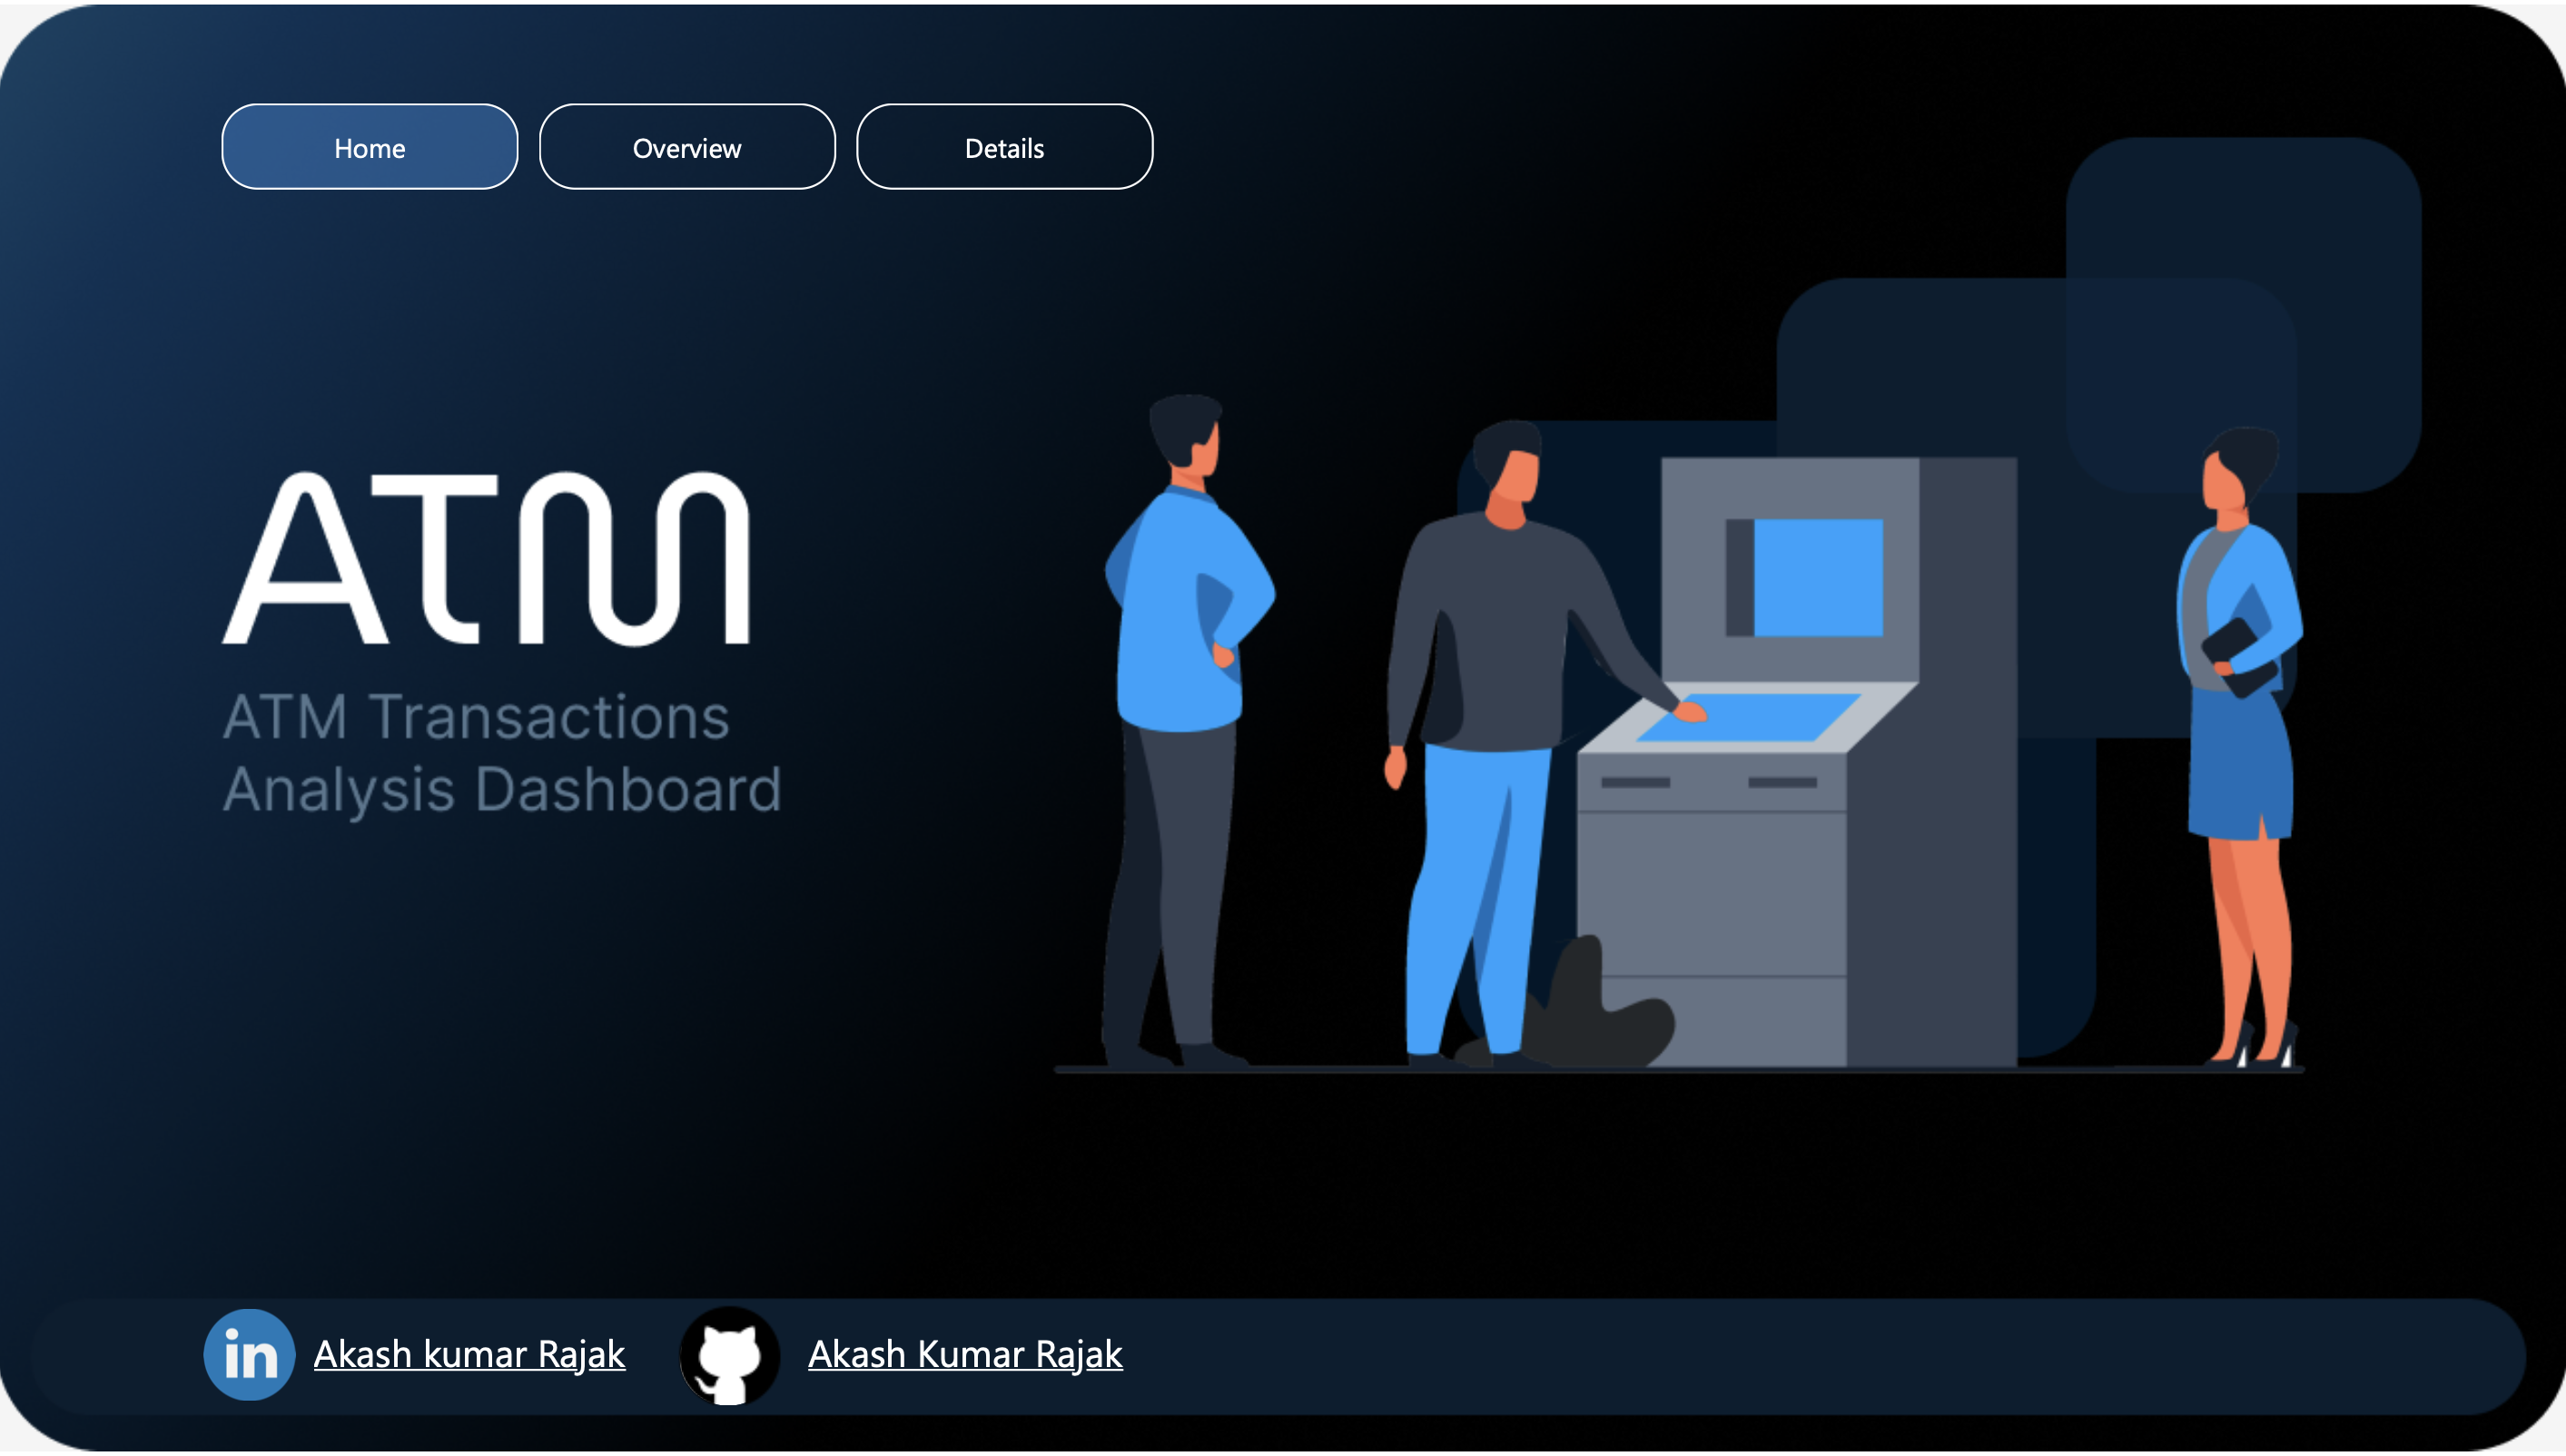 Home
Overview
Details
ATM
ATM Transactions
Analysis Dashboard
in
Akash kumar Rajak
Akash Kumar Rajak